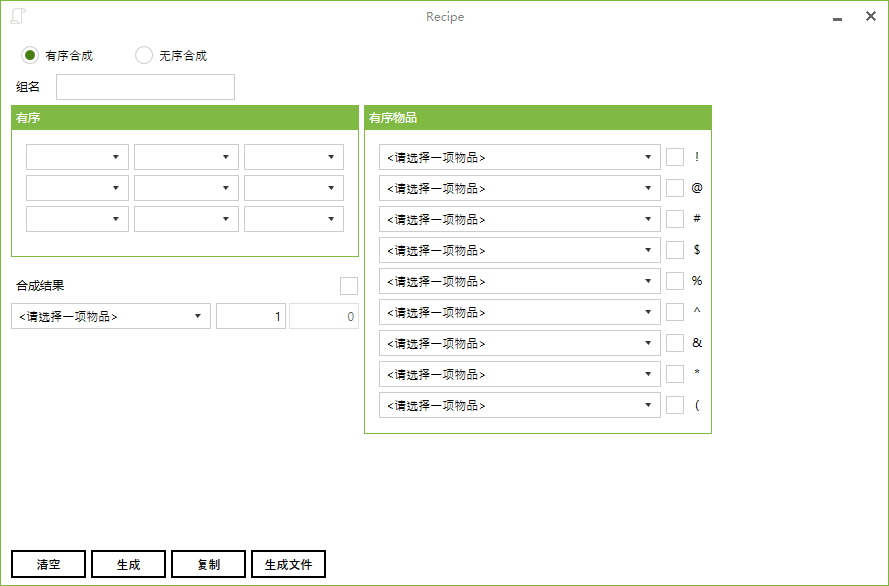 Recipe
有序合成 无序合成
组名
有序
有序物品
<请选择一项物品> !
<请选择一项物品> @
<请选择一项物品> #
<请选择一项物品> $
<请选择一项物品> %
<请选择一项物品> ^
<请选择一项物品> &
<请选择一项物品> *
<请选择一项物品> (
合成结果
<请选择一项物品> 1 0
清空 生成 复制 生成文件